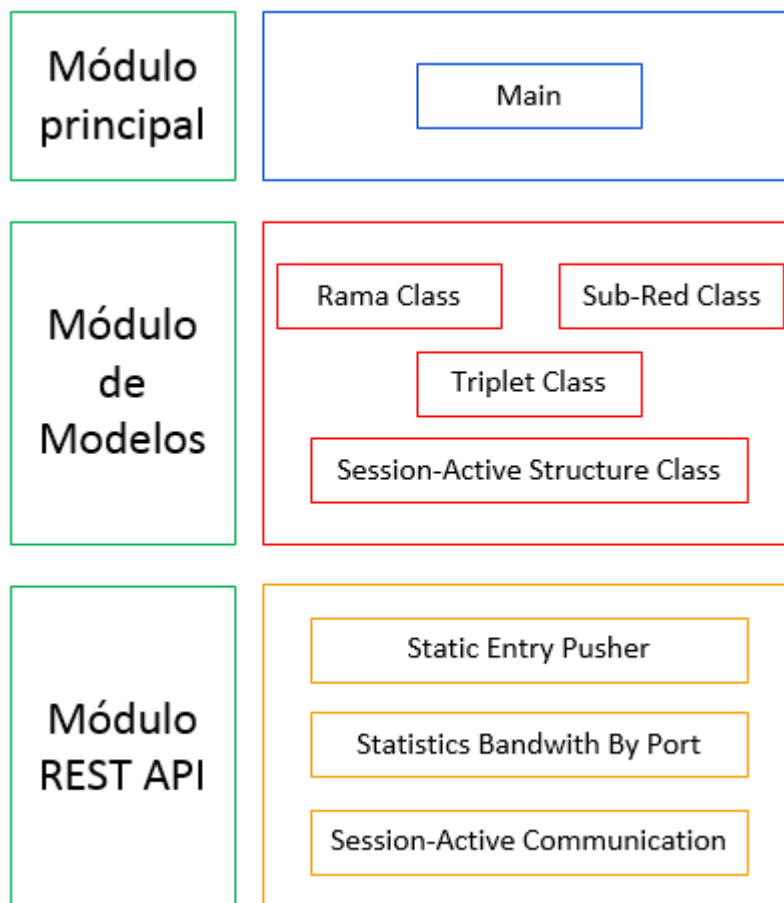 Módulo
principal
Main
Módulo
de
Modelos
Rama Class
Sub-Red Class
Triplet Class
Session-Active Structure Class
Módulo
REST API
Static Entry Pusher
Statistics Bandwith By Port
Session-Active Communication